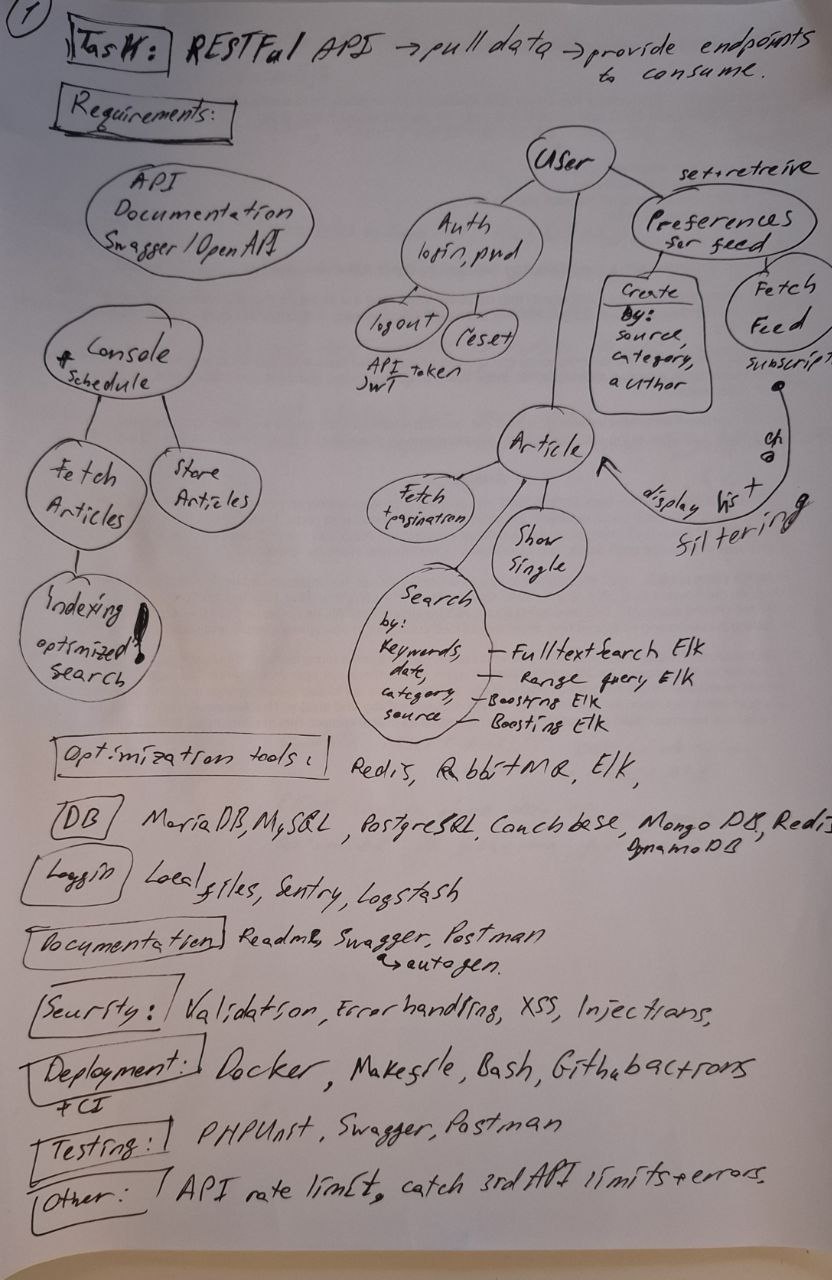 1
Task: RESTFul API → pull data → provide endpoints
to consume.
Requirements:
API
Documentation
Swagger / Open API
User
Auth
login, pwd
logout
reset
API token
JWT
set + retreive
Preferences
for feed
Create
by:
source,
category,
author
Fetch
Feed
subscript
Console
+ Schedule
Fetch
Articles
Store
Articles
Indexing
optimized
search
!
Article
Fetch
+ pagination
Show
Single
display list +
filtering
Search
by:
Keywords, – Fulltext Search Elk
date, – Range query Elk
category, – Boosting Elk
source – Boosting Elk
Optimization tools: Redis, RabbitMQ, Elk,
DB MariaDB, MySQL, PostgreSQL, Couchbase, Mongo DB, Redis
DynamoDB
Loggin Local files, Sentry, Logstash
Documentation Readme, Swagger, Postman
↳ autogen.
Seurity: Validation, Error handling, XSS, Injections,
Deployment: Docker, Makefile, Bash, Github actions
+ CI
Testing: PHPUnit, Swagger, Postman
Other: API rate limit, catch 3rd API limits + errors.